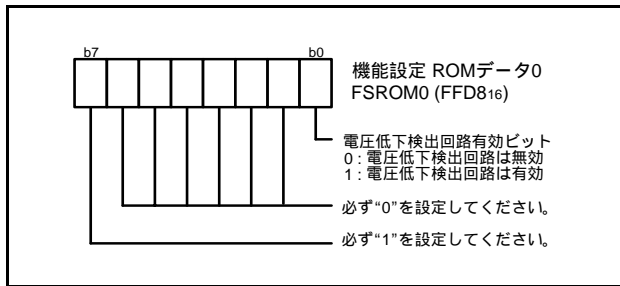 b7
b0
機能設定 ROMデータ0
FSROM0 (FFD816)
電圧低下検出回路有効ビット
0 : 電圧低下検出回路は無効
1 : 電圧低下検出回路は有効
必ず“0”を設定してください。
必ず“1”を設定してください。